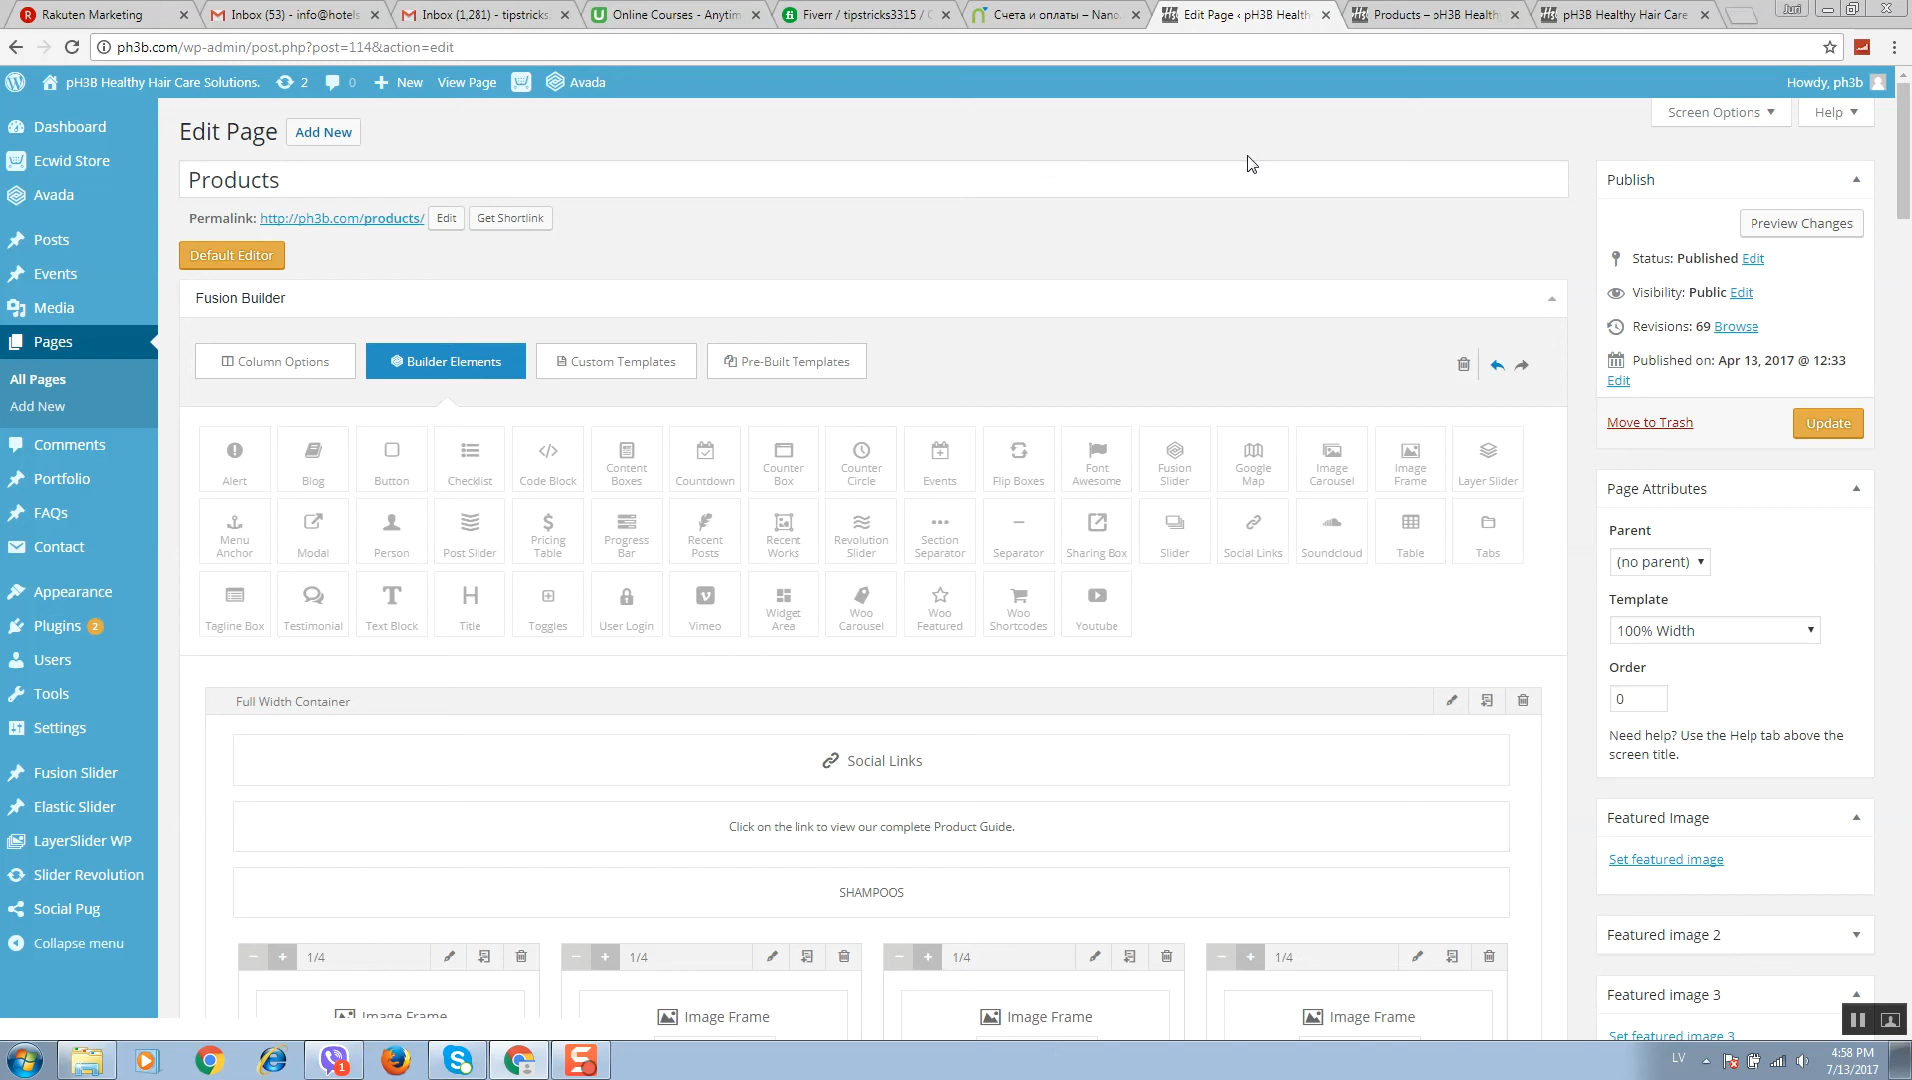 Rakuten Marketing
Inbox (53) - info@hotels
Inbox (1,281) - tipstricks
Online Courses - Anytim
Fiverr / tipstricks3315 /
Счета и оплаты – Nano
Edit Page ‹ pH3B Health
Products – pH3B Healthy
pH3B Healthy Hair Care
Juri
ph3b.com/wp-admin/post.php?post=114&action=edit
pH3B Healthy Hair Care Solutions.
2
0
New
View Page
Avada
Howdy, ph3b
Dashboard
Ecwid Store
Avada
Posts
Events
Media
Pages
All Pages
Add New
Comments
Portfolio
FAQs
Contact
Appearance
Plugins 2
Users
Tools
Settings
Fusion Slider
Elastic Slider
LayerSlider WP
Slider Revolution
Social Pug
Collapse menu
Screen Options
Help
Edit Page
Add New
Products
Permalink: http://ph3b.com/products/ Edit Get Shortlink
Default Editor
Fusion Builder
Column Options
Builder Elements
Custom Templates
Pre-Built Templates
Alert
Blog
Button
Checklist
Code Block
Content
Boxes
Countdown
Counter
Box
Counter
Circle
Events
Flip Boxes
Font
Awesome
Fusion
Slider
Google
Map
Image
Carousel
Image
Frame
Layer Slider
Menu
Anchor
Modal
Person
Post Slider
Pricing
Table
Progress
Bar
Recent
Posts
Recent
Works
Revolution
Slider
Section
Separator
Separator
Sharing Box
Slider
Social Links
Soundcloud
Table
Tabs
Tagline Box
Testimonial
Text Block
Title
Toggles
User Login
Vimeo
Widget
Area
Woo
Carousel
Woo
Featured
Woo
Shortcodes
Youtube
Full Width Container
Social Links
Click on the link to view our complete Product Guide.
SHAMPOOS
1/4
1/4
1/4
1/4
Image Frame
Image Frame
Image Frame
Image Frame
Publish
Preview Changes
Status: Published Edit
Visibility: Public Edit
Revisions: 69 Browse
Published on: Apr 13, 2017 @ 12:33
Edit
Move to Trash
Update
Page Attributes
Parent
(no parent)
Template
100% Width
Order
0
Need help? Use the Help tab above the
screen title.
Featured Image
Set featured image
Featured image 2
Featured image 3
Set featured image 3
LV
4:58 PM
7/13/2017